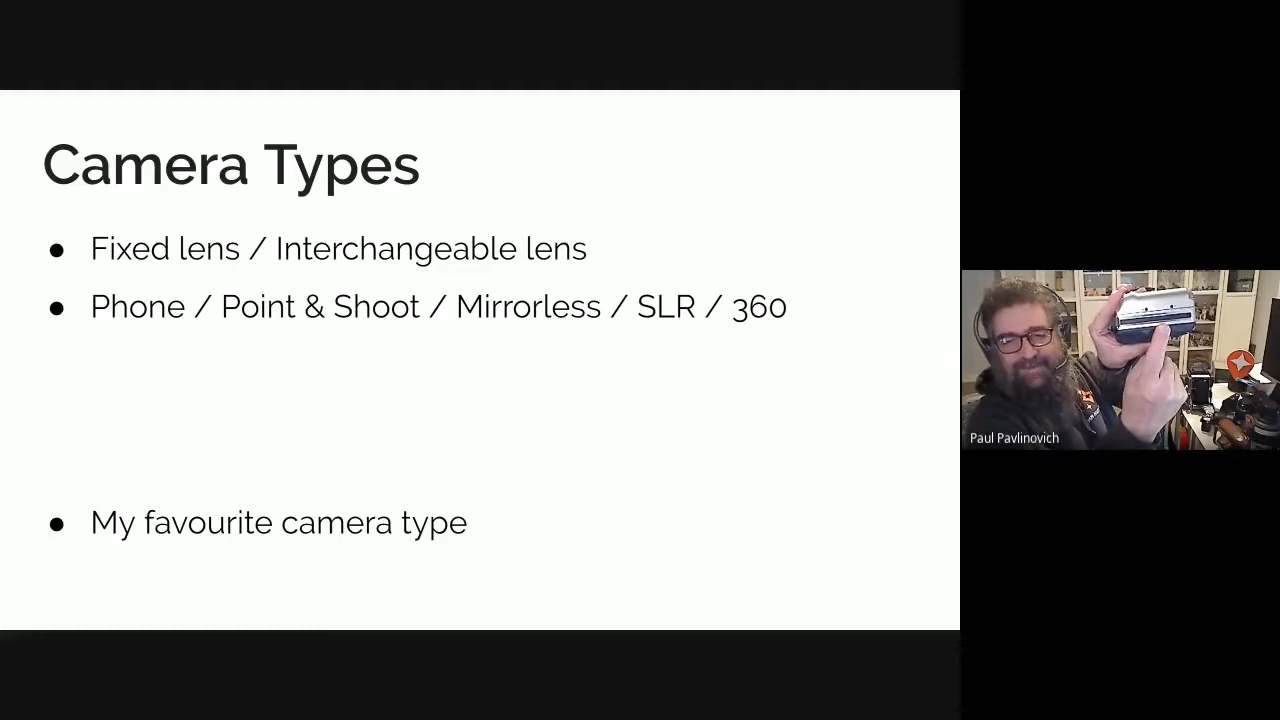 Camera Types
● Fixed lens / Interchangeable lens
● Phone / Point & Shoot / Mirrorless / SLR / 360
● My favourite camera type
Paul Pavlinovich